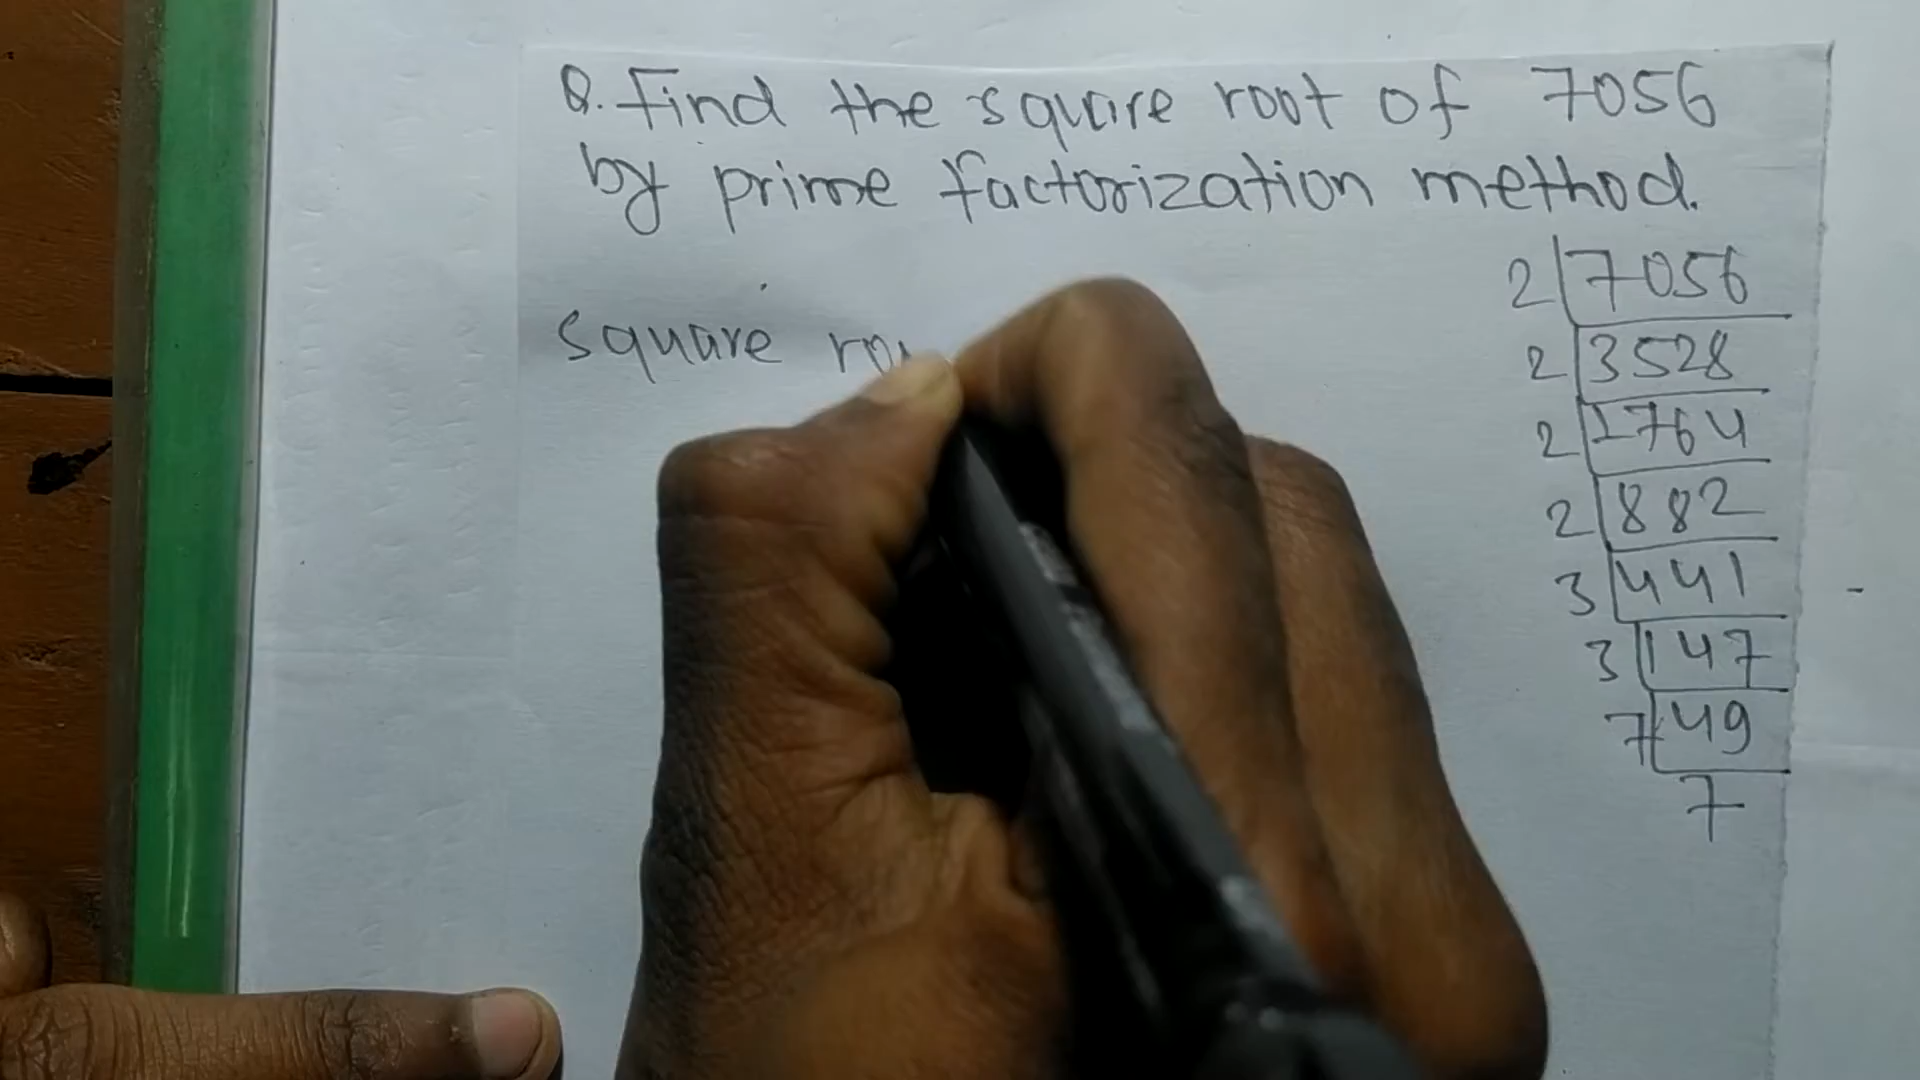 Q. Find the square root of 7056
by prime factorization method.
2 7056
square
2 3528
2 1764
2 882
3 441
3 147
7 49
7